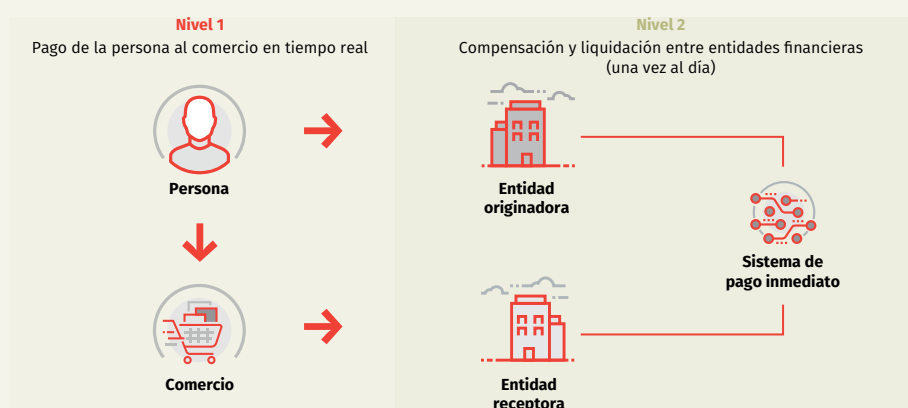 Nivel 1
Pago de la persona al comercio en tiempo real
Persona
Comercio
Nivel 2
Compensación y liquidación entre entidades financieras
(una vez al día)
Entidad
originadora
Sistema de
pago inmediato
Entidad
receptora